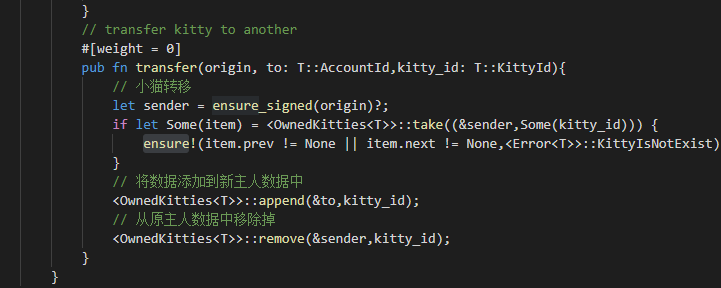 }
// transfer kitty to another
#[weight = 0]
pub fn transfer(origin, to: T::AccountId,kitty_id: T::KittyId){
// 小猫转移
let sender = ensure_signed(origin)?;
if let Some(item) = <OwnedKitties<T>>::take((&sender,Some(kitty_id))) {
ensure!(item.prev != None || item.next != None,<Error<T>>::KittyIsNotExist)
}
// 将数据添加到新主人数据中
<OwnedKitties<T>>::append(&to,kitty_id);
// 从原主人数据中移除掉
<OwnedKitties<T>>::remove(&sender,kitty_id);
}
}